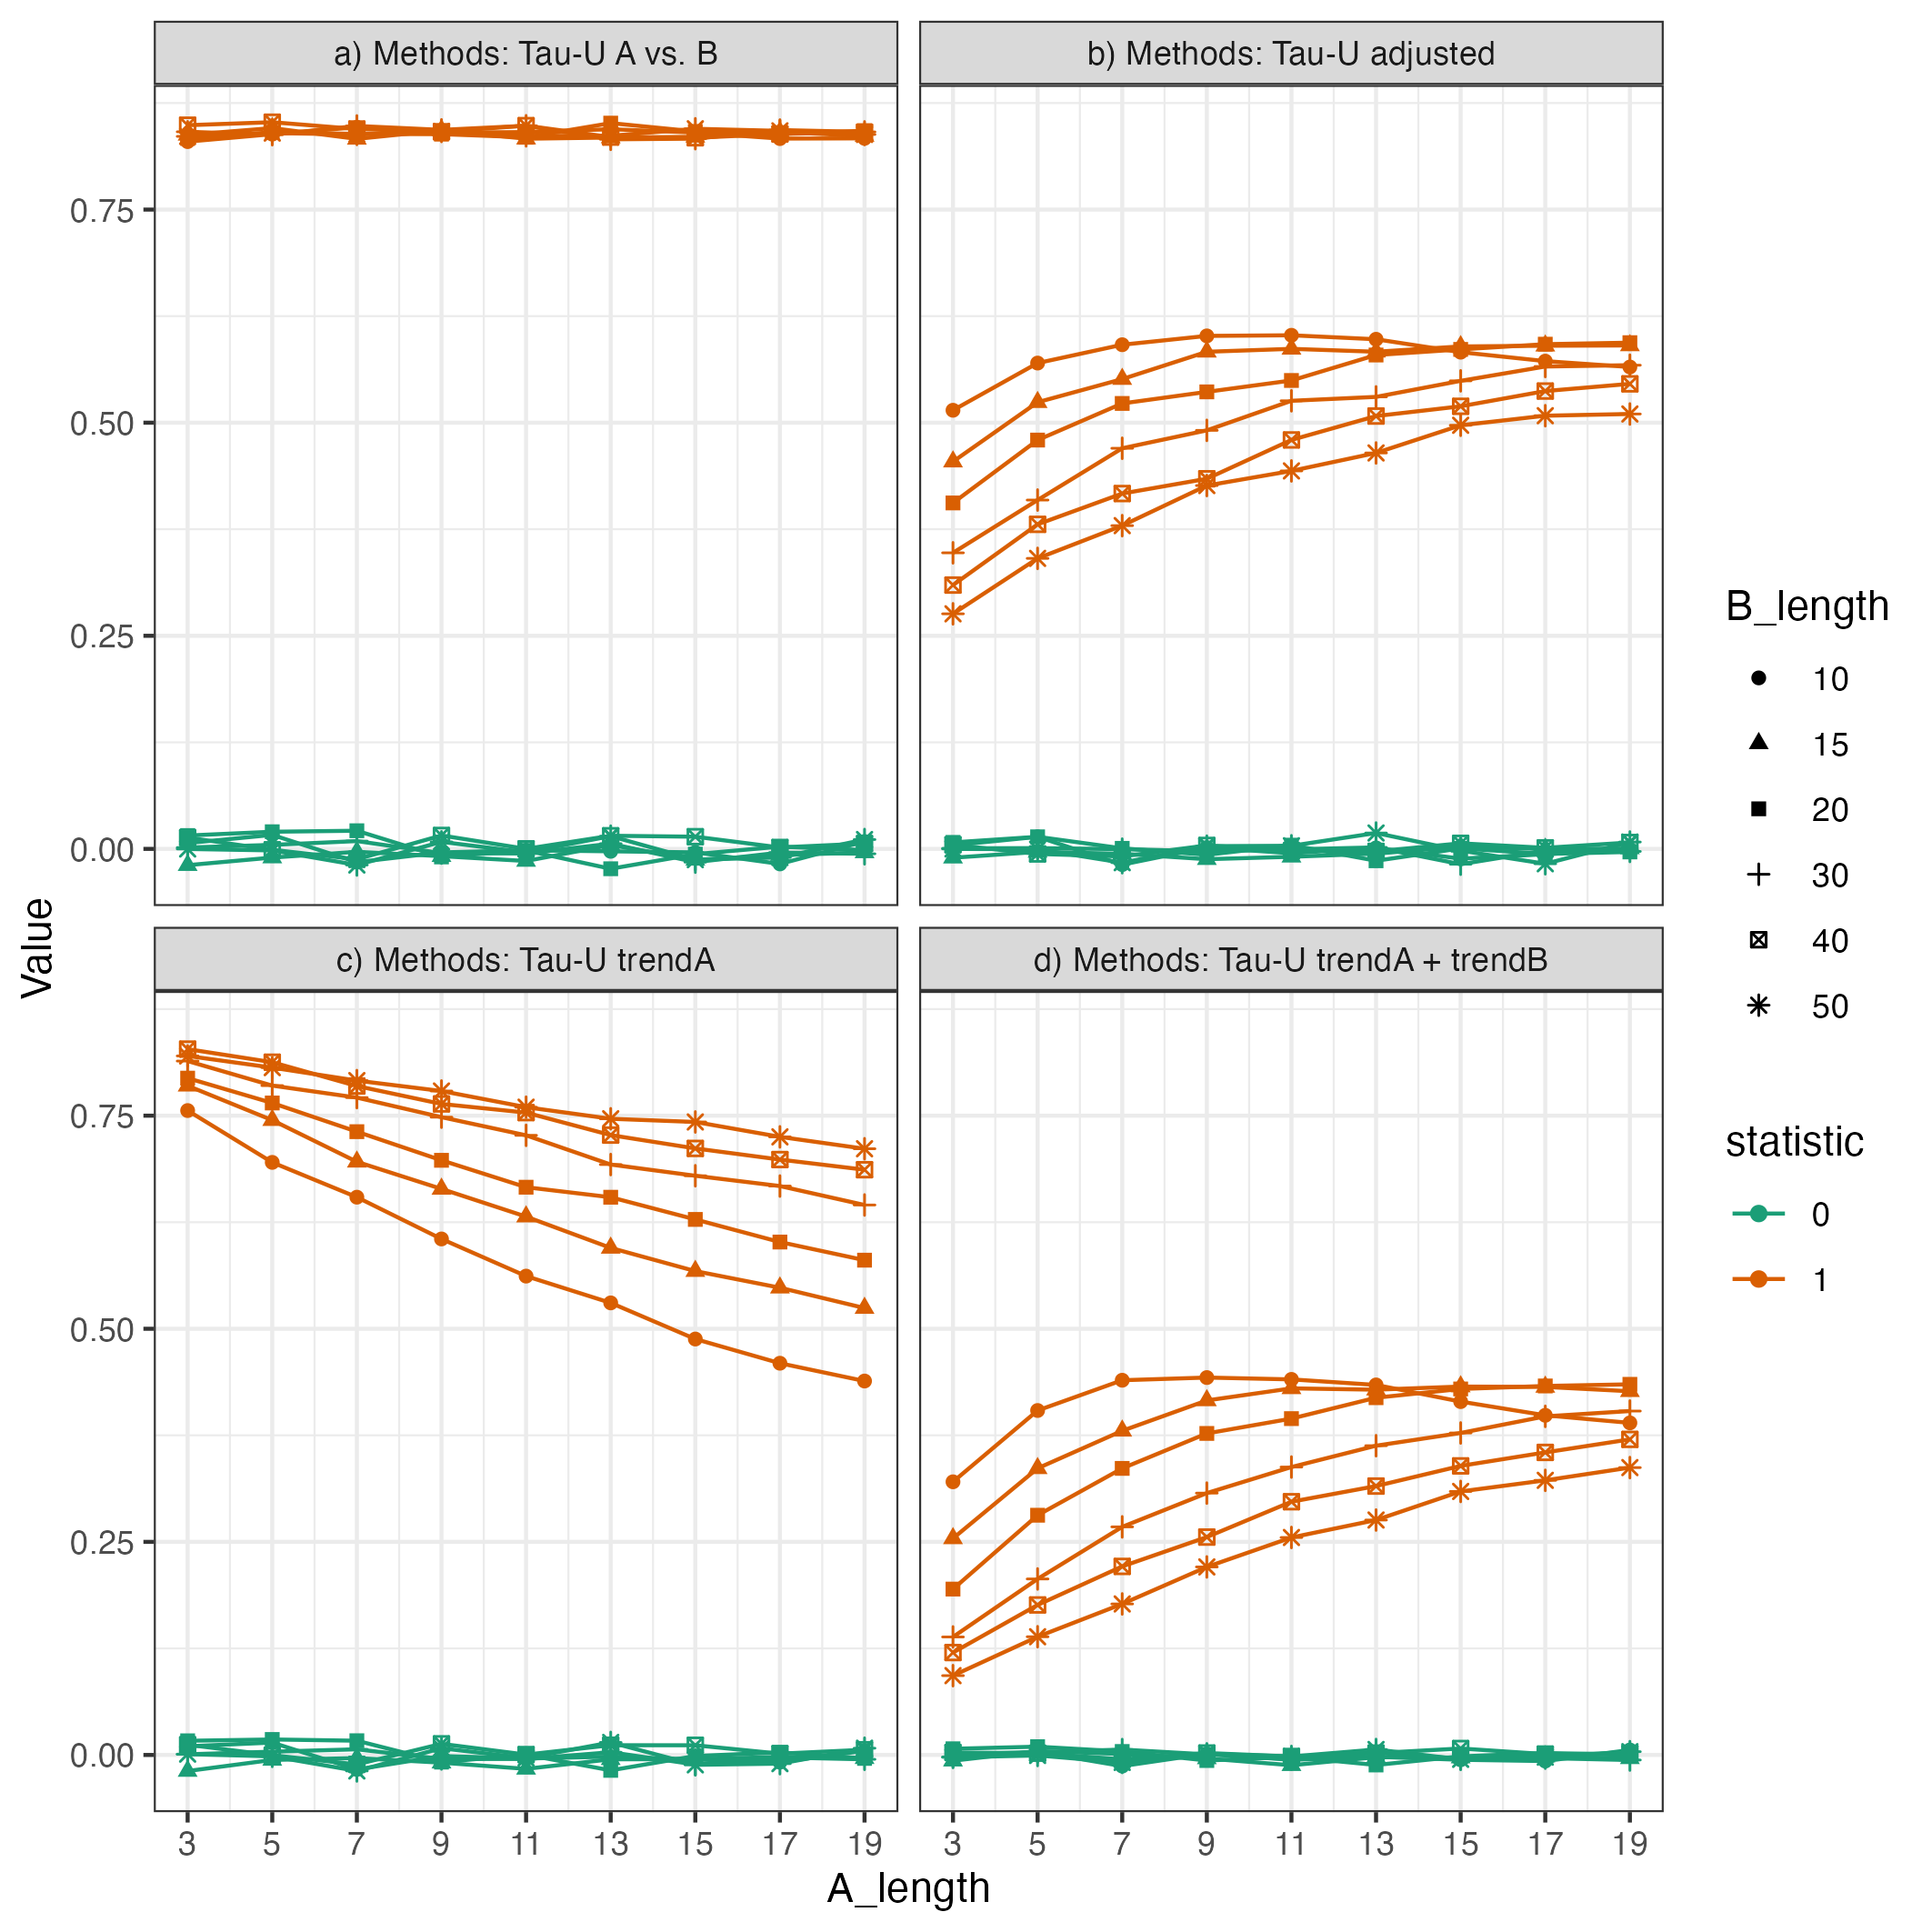 a) Methods: Tau-U A vs. B
b) Methods: Tau-U adjusted
0.75
0.50
0.25
0.00
c) Methods: Tau-U trendA
d) Methods: Tau-U trendA + trendB
0.75
0.50
0.25
0.00
3 5 7 9 11 13 15 17 19
3 5 7 9 11 13 15 17 19
A_length
Value
B_length
10
15
20
30
40
50
statistic
0
1